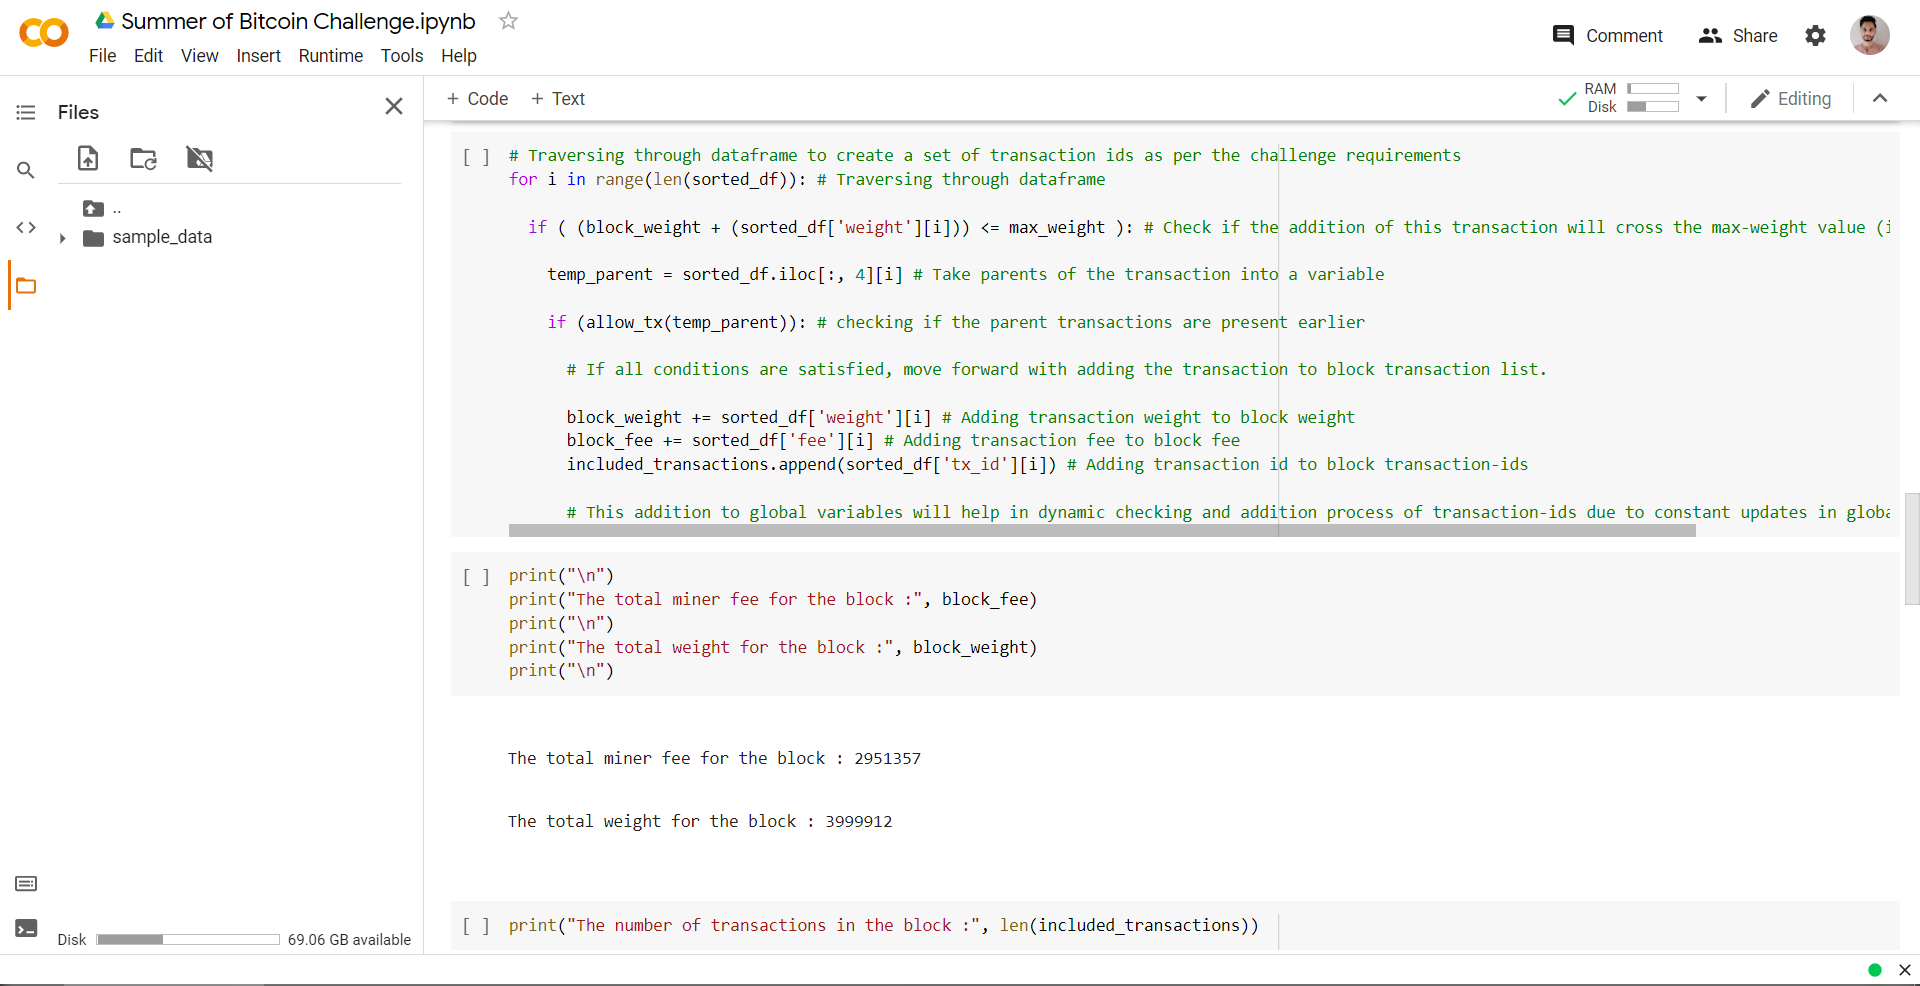 Summer of Bitcoin Challenge.ipynb
File Edit View Insert Runtime Tools Help
Comment Share
Files
+ Code + Text
RAM
Disk
Editing
..
sample_data
[ ] # Traversing through dataframe to create a set of transaction ids as per the challenge requirements
for i in range(len(sorted_df)): # Traversing through dataframe
if ( (block_weight + (sorted_df['weight'][i])) <= max_weight ): # Check if the addition of this transaction will cross the max-weight value (i
temp_parent = sorted_df.iloc[:, 4][i] # Take parents of the transaction into a variable
if (allow_tx(temp_parent)): # checking if the parent transactions are present earlier
# If all conditions are satisfied, move forward with adding the transaction to block transaction list.
block_weight += sorted_df['weight'][i] # Adding transaction weight to block weight
block_fee += sorted_df['fee'][i] # Adding transaction fee to block fee
included_transactions.append(sorted_df['tx_id'][i]) # Adding transaction id to block transaction-ids
# This addition to global variables will help in dynamic checking and addition process of transaction-ids due to constant updates in globa
[ ] print("\n")
print("The total miner fee for the block :", block_fee)
print("\n")
print("The total weight for the block :", block_weight)
print("\n")
The total miner fee for the block : 2951357
The total weight for the block : 3999912
[ ] print("The number of transactions in the block :", len(included_transactions))
Disk 69.06 GB available